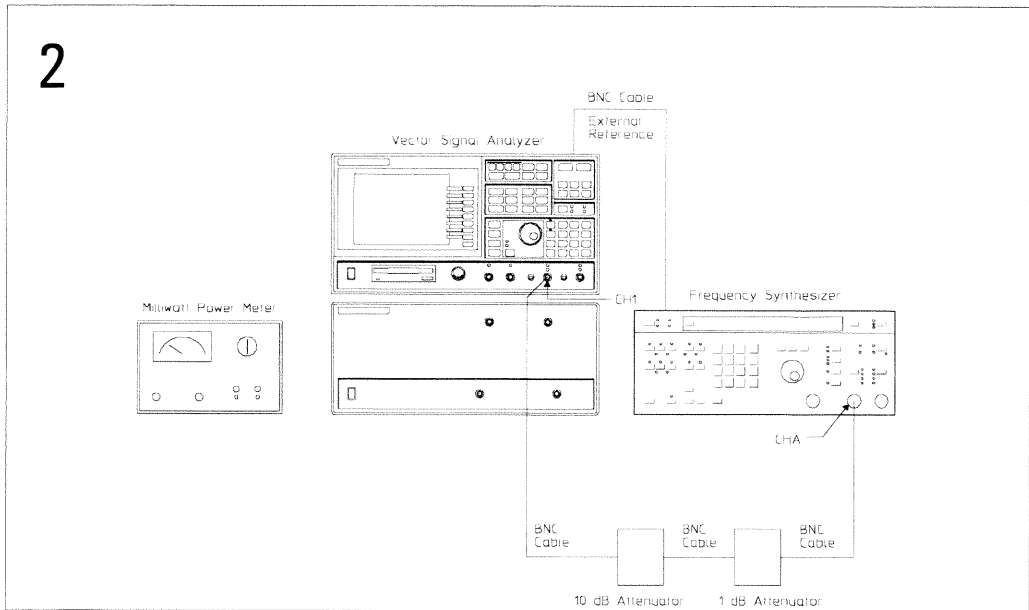 2
BNC Cable
External
Reference
Vector Signal Analyzer
CH1
Frequency Synthesizer
Milliwatt Power Meter
CHA
BNC
Cable
BNC
Cable
BNC
Cable
10 dB Attenuator
1 dB Attenuator